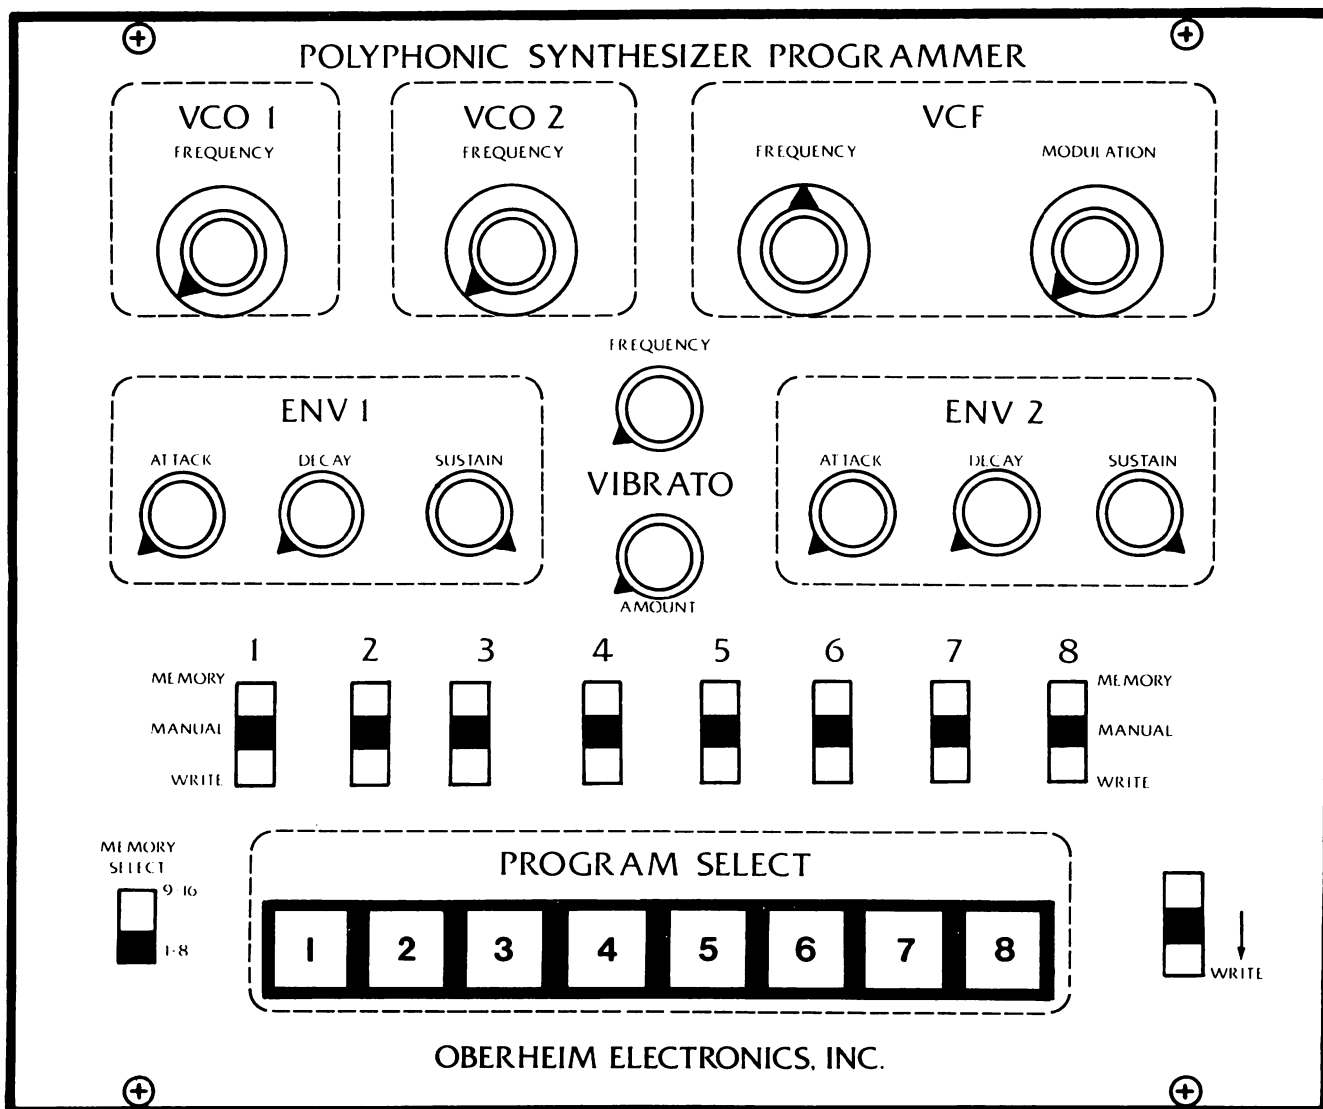 POLYPHONIC SYNTHESIZER PROGRAMMER
VCO 1
FREQUENCY
VCO 2
FREQUENCY
VCF
FREQUENCY
MODULATION
ENV 1
ATTACK
DECAY
SUSTAIN
FREQUENCY
VIBRATO
AMOUNT
ENV 2
ATTACK
DECAY
SUSTAIN
1 2 3 4 5 6 7 8
MEMORY
MANUAL
WRITE
MEMORY
MANUAL
WRITE
MEMORY
SELECT
9-16
1-8
PROGRAM SELECT
1 2 3 4 5 6 7 8
WRITE
OBERHEIM ELECTRONICS, INC.